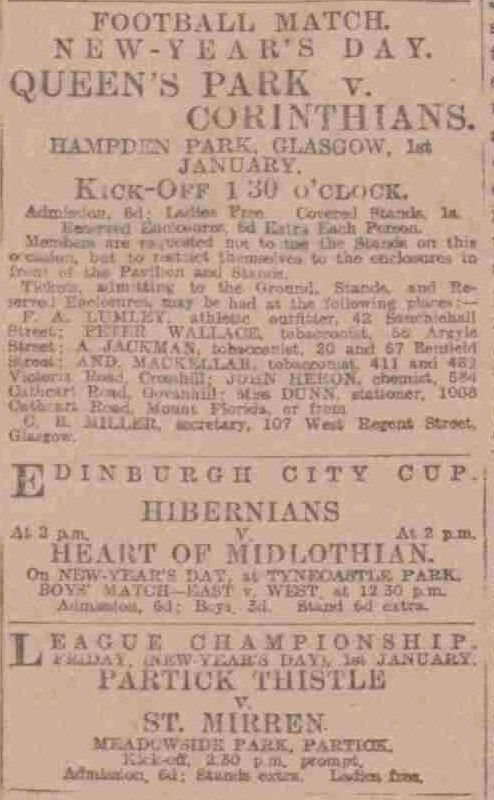 FOOTBALL MATCH.
NEW-YEAR'S DAY.
QUEEN'S PARK v.
CORINTHIANS.
HAMPDEN PARK, GLASGOW, 1st
JANUARY.
KICK-OFF 1 30 O'CLOCK.
Admission, 6d; Ladies Free. Covered Stands, 1s.
Reserved Enclosures, 6d Extra Each Person.
Members are requested not to use the Stands on this
occasion, but to restrict themselves to the enclosures in
front of the Pavilion and Stands.
Tickets, admitting to the Ground, Stands, and Re-
served Enclosures, may be had at the following places:—
F. A. LUMLEY, athletic outfitter, 42 Sauchiehall
Street; PETER WALLACE, tobacconist, 56 Argyle
Street; A. JACKMAN, tobacconist, 20 and 67 Renfield
Street; AND. MACKELLAR, tobacconist, 411 and
Victoria Road, Crosshill; JOHN HERON, chemist,
Cathcart Road, Govanhill; Miss DUNN, stationer,
Cathcart Road, Mount Florida, or from
MILLER, secretary, 107 West Regent Street,
Glasgow.
EDINBURGH CITY CUP.
HIBERNIANS
At 2 p.m. V. At 2 p.m.
HEART OF MIDLOTHIAN.
On NEW-YEAR'S DAY, at TYNECASTLE PARK.
BOYS' MATCH—EAST v. WEST, at 12 30 p.m.
Admission, 6d; Boys, 3d. Stand 6d extra.
LEAGUE CHAMPIONSHIP.
FRIDAY, (NEW-YEAR'S DAY), 1st JANUARY.
PARTICK THISTLE
v.
ST. MIRREN.
MEADOWSIDE PARK, PARTICK.
Kick-off, 2.30 p.m. prompt.
Admission, 6d; Stands extra. Ladies free.